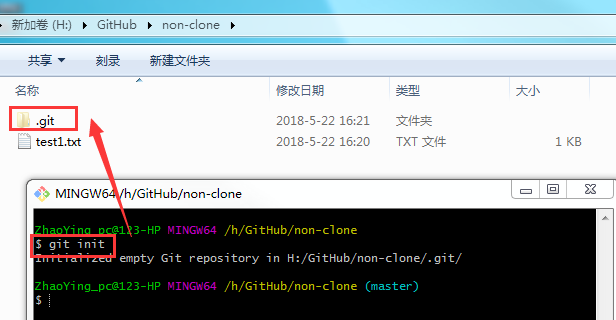 新加卷 (H:) GitHub non-clone
共享 刻录 新建文件夹
名称 修改日期 类型 大小
.git 2018-5-22 16:21 文件夹
test1.txt 2018-5-22 16:20 TXT 文件 1 KB
MINGW64/h/GitHub/non-clone
ZhaoYing_pc@123-HP MINGW64 /h/GitHub/non-clone
$ git init
Initialized empty Git repository in H:/GitHub/non-clone/.git/
ZhaoYing_pc@123-HP MINGW64 /h/GitHub/non-clone (master)
$